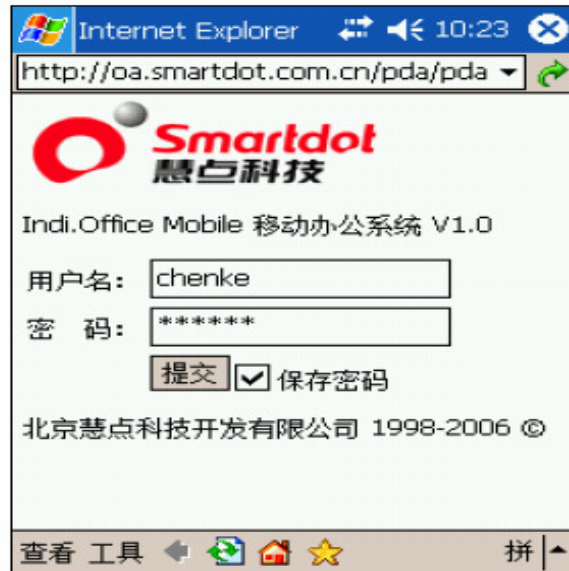 Internet Explorer 10:23
http://oa.smartdot.com.cn/pda/pda
Smartdot
慧点科技
Indi.Office Mobile 移动办公系统 V1.0
用户名: chenke
密 码: ******
提交 保存密码
北京慧点科技开发有限公司 1998-2006 ©
查看 工具 拼